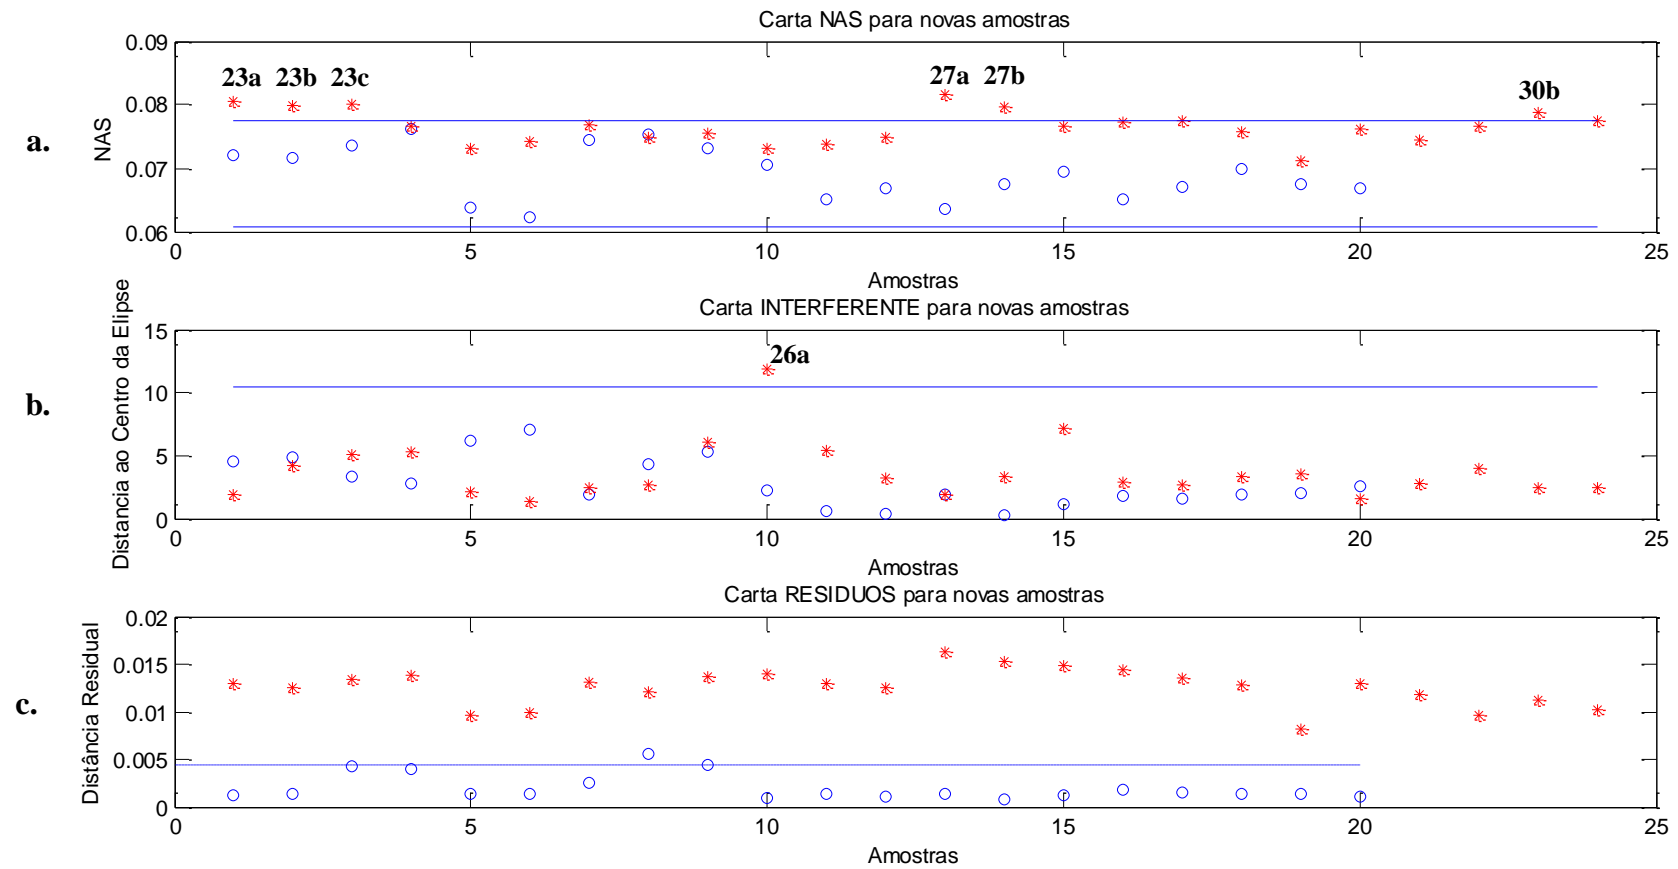 Carta NAS para novas amostras
0.09
23a 23b 23c 27a 27b 30b
0.08
a.
NAS
0.07
0.06
0 5 10 15 20 25
Amostras
Carta INTERFERENTE para novas amostras
15
26a
10
b.
Distancia ao Centro da Elipse
5
0
0 5 10 15 20 25
Amostras
Carta RESIDUOS para novas amostras
0.02
0.015
c.
Distância Residual
0.01
0.005
0
0 5 10 15 20 25
Amostras